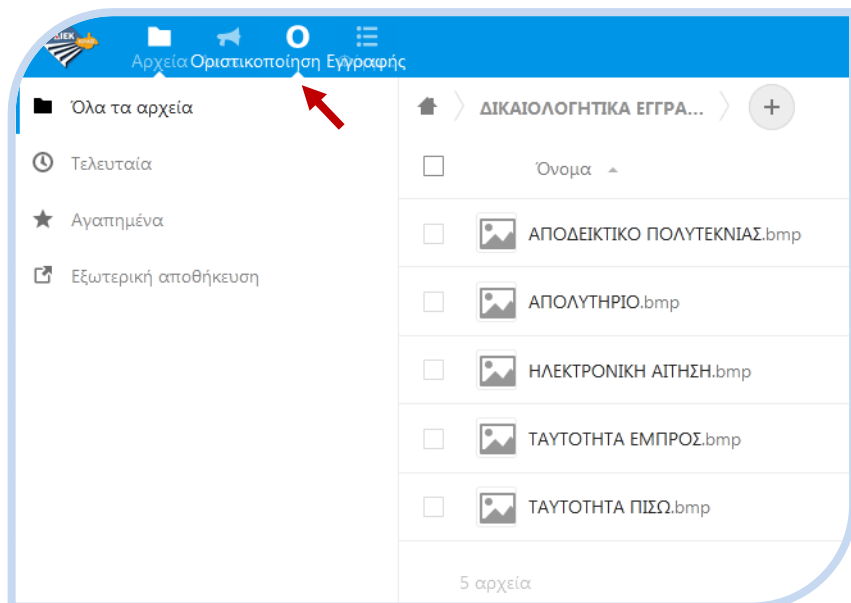 ΔΙΕΚ
Ο
Αρχεία Οριστικοποίηση Εγγραφής
Όλα τα αρχεία
Τελευταία
Αγαπημένα
Εξωτερική αποθήκευση
ΔΙΚΑΙΟΛΟΓΗΤΙΚΑ ΕΓΓΡΑ...
+
Όνομα
ΑΠΟΔΕΙΚΤΙΚΟ ΠΟΛΥΤΕΚΝΙΑΣ.bmp
ΑΠΟΛΥΤΗΡΙΟ.bmp
ΗΛΕΚΤΡΟΝΙΚΗ ΑΙΤΗΣΗ.bmp
ΤΑΥΤΟΤΗΤΑ ΕΜΠΡΟΣ.bmp
ΤΑΥΤΟΤΗΤΑ ΠΙΣΩ.bmp
5 αρχεία